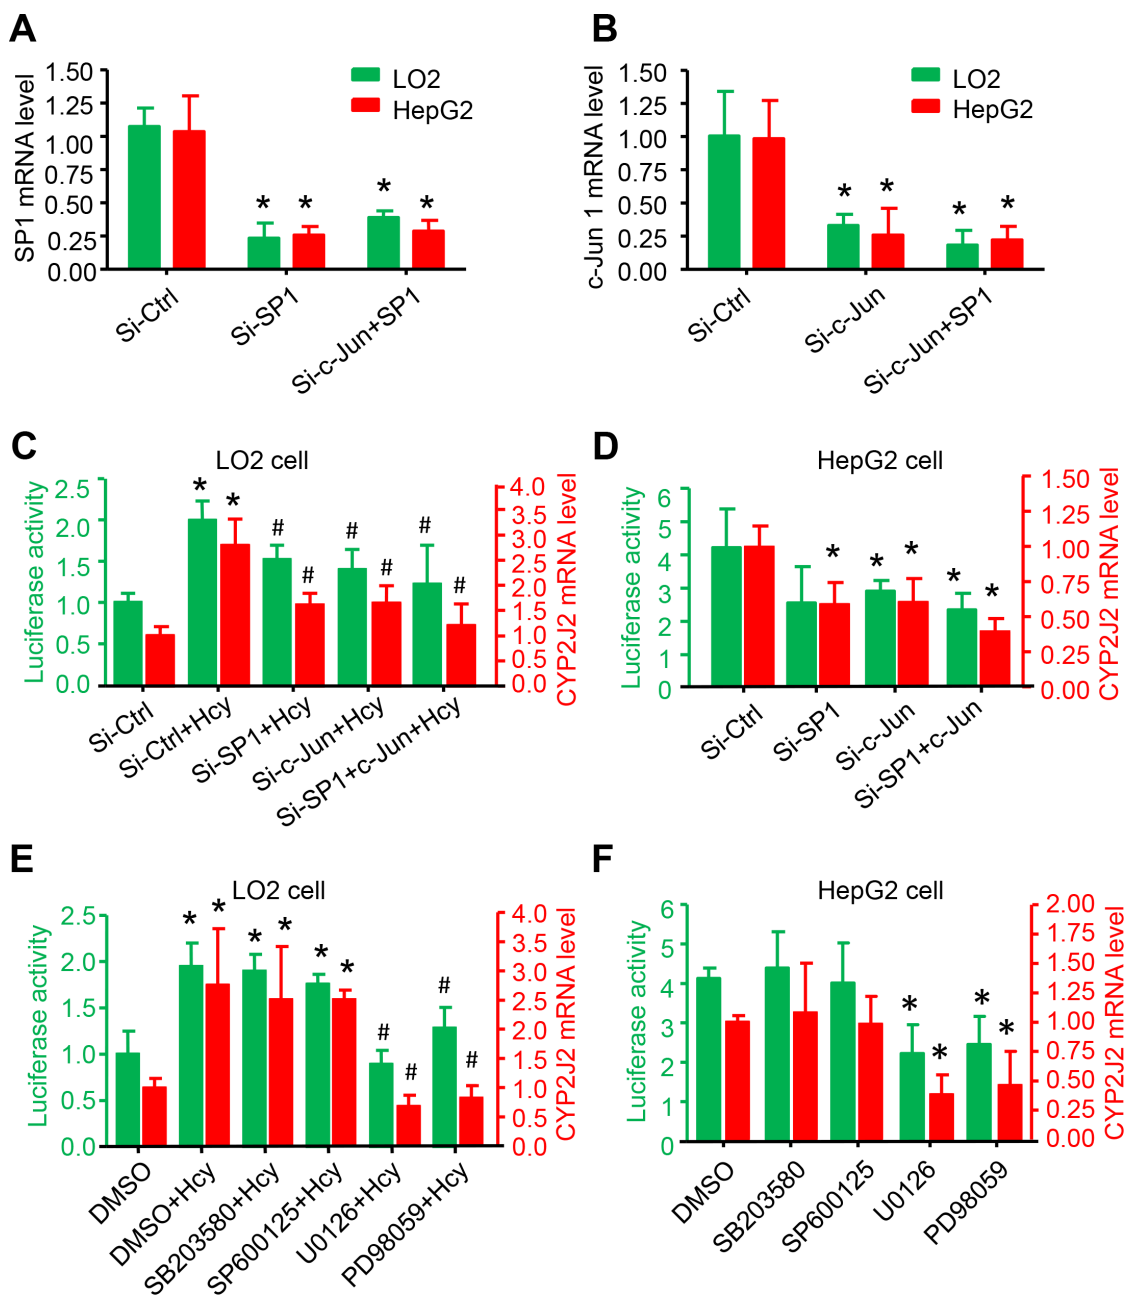 A
SP1 mRNA level
1.50
1.25
1.00
0.75
0.50
0.25
0.00
LO2
HepG2
* * * *
Si-Ctrl
Si-SP1
Si-c-Jun+SP1
B
c-Jun 1 mRNA level
1.50
1.25
1.00
0.75
0.50
0.25
0.00
LO2
HepG2
* * * *
Si-Ctrl
Si-c-Jun
Si-c-Jun+SP1
C
LO2 cell
Luciferase activity
2.5
2.0
1.5
1.0
0.5
0.0
* * # # # # # #
4.0
3.5
3.0
2.5
2.0
1.5
1.0
0.5
0.0
CYP2J2 mRNA level
Si-Ctrl
Si-Ctrl+Hcy
Si-SP1+Hcy
Si-c-Jun+Hcy
Si-SP1+c-Jun+Hcy
D
HepG2 cell
Luciferase activity
6
5
4
3
2
1
0
* * * * *
1.50
1.25
1.00
0.75
0.50
0.25
0.00
CYP2J2 mRNA level
Si-Ctrl
Si-SP1
Si-c-Jun
Si-SP1+c-Jun
E
LO2 cell
Luciferase activity
2.5
2.0
1.5
1.0
0.5
0.0
* * * * * * # # # #
4.0
3.5
3.0
2.5
2.0
1.5
1.0
0.5
0.0
CYP2J2 mRNA level
DMSO
DMSO+Hcy
SB203580+Hcy
SP600125+Hcy
U0126+Hcy
PD98059+Hcy
F
HepG2 cell
Luciferase activity
6
5
4
3
2
1
0
* * * *
2.00
1.75
1.50
1.25
1.00
0.75
0.50
0.25
0.00
CYP2J2 mRNA level
DMSO
SB203580
SP600125
U0126
PD98059